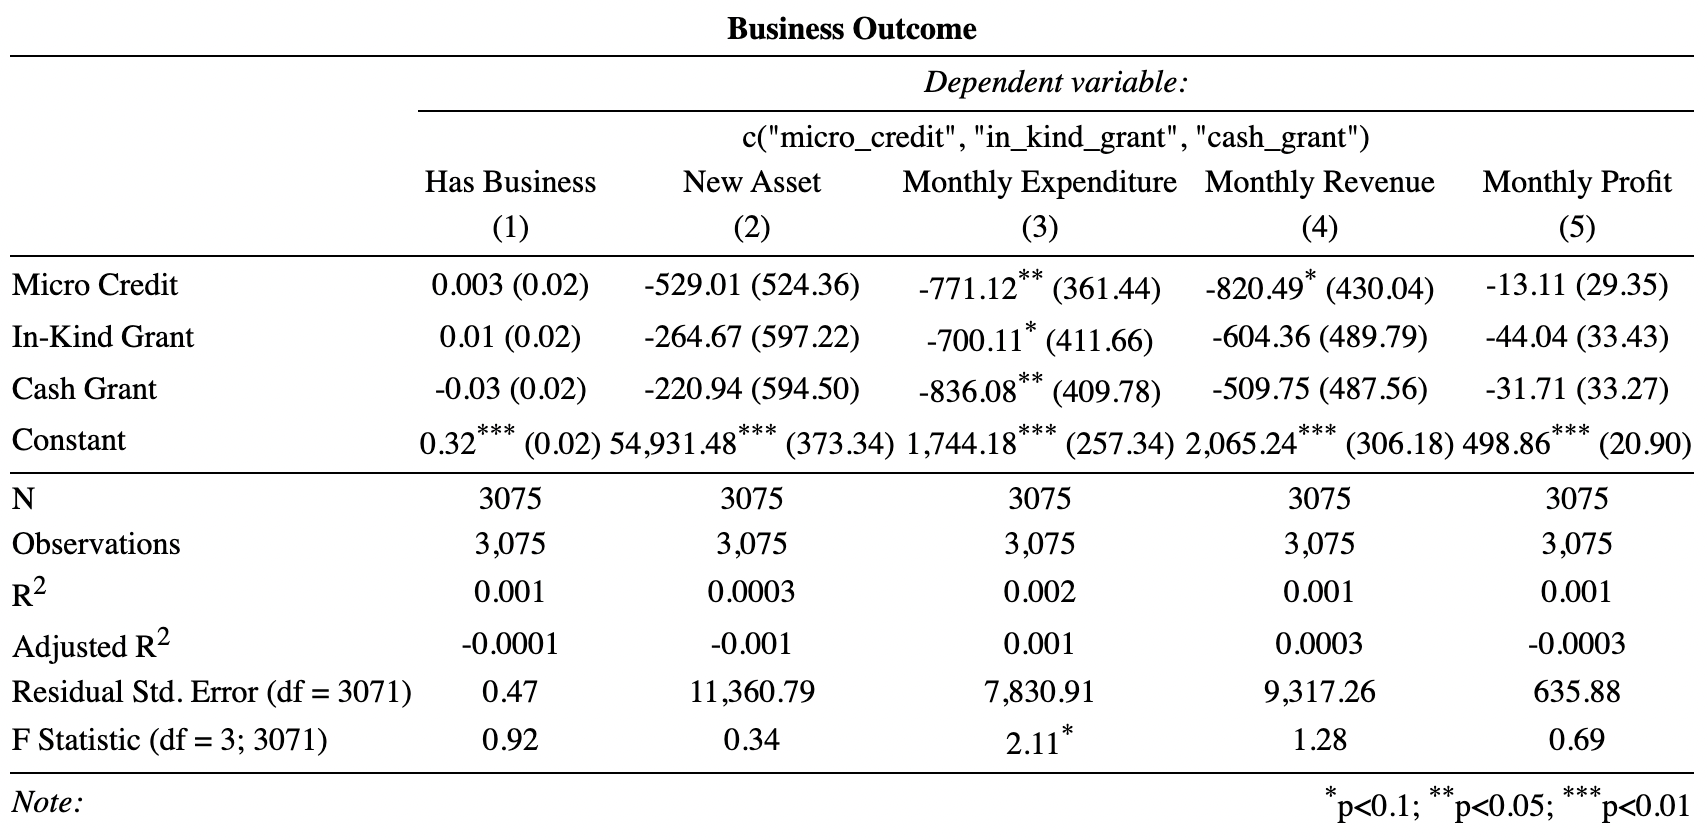 Business Outcome
Dependent variable:
c("micro_credit", "in_kind_grant", "cash_grant")
Has Business New Asset Monthly Expenditure Monthly Revenue Monthly Profit
(1) (2) (3) (4) (5)
Micro Credit 0.003 (0.02) -529.01 (524.36) -771.12** (361.44) -820.49* (430.04) -13.11 (29.35)
In-Kind Grant 0.01 (0.02) -264.67 (597.22) -700.11* (411.66) -604.36 (489.79) -44.04 (33.43)
Cash Grant -0.03 (0.02) -220.94 (594.50) -836.08** (409.78) -509.75 (487.56) -31.71 (33.27)
Constant 0.32*** (0.02) 54,931.48*** (373.34) 1,744.18*** (257.34) 2,065.24*** (306.18) 498.86*** (20.90)
N 3075 3075 3075 3075 3075
Observations 3,075 3,075 3,075 3,075 3,075
R2 0.001 0.0003 0.002 0.001 0.001
Adjusted R2 -0.0001 -0.001 0.001 0.0003 -0.0003
Residual Std. Error (df = 3071) 0.47 11,360.79 7,830.91 9,317.26 635.88
F Statistic (df = 3; 3071) 0.92 0.34 2.11* 1.28 0.69
Note: *p<0.1; **p<0.05; ***p<0.01